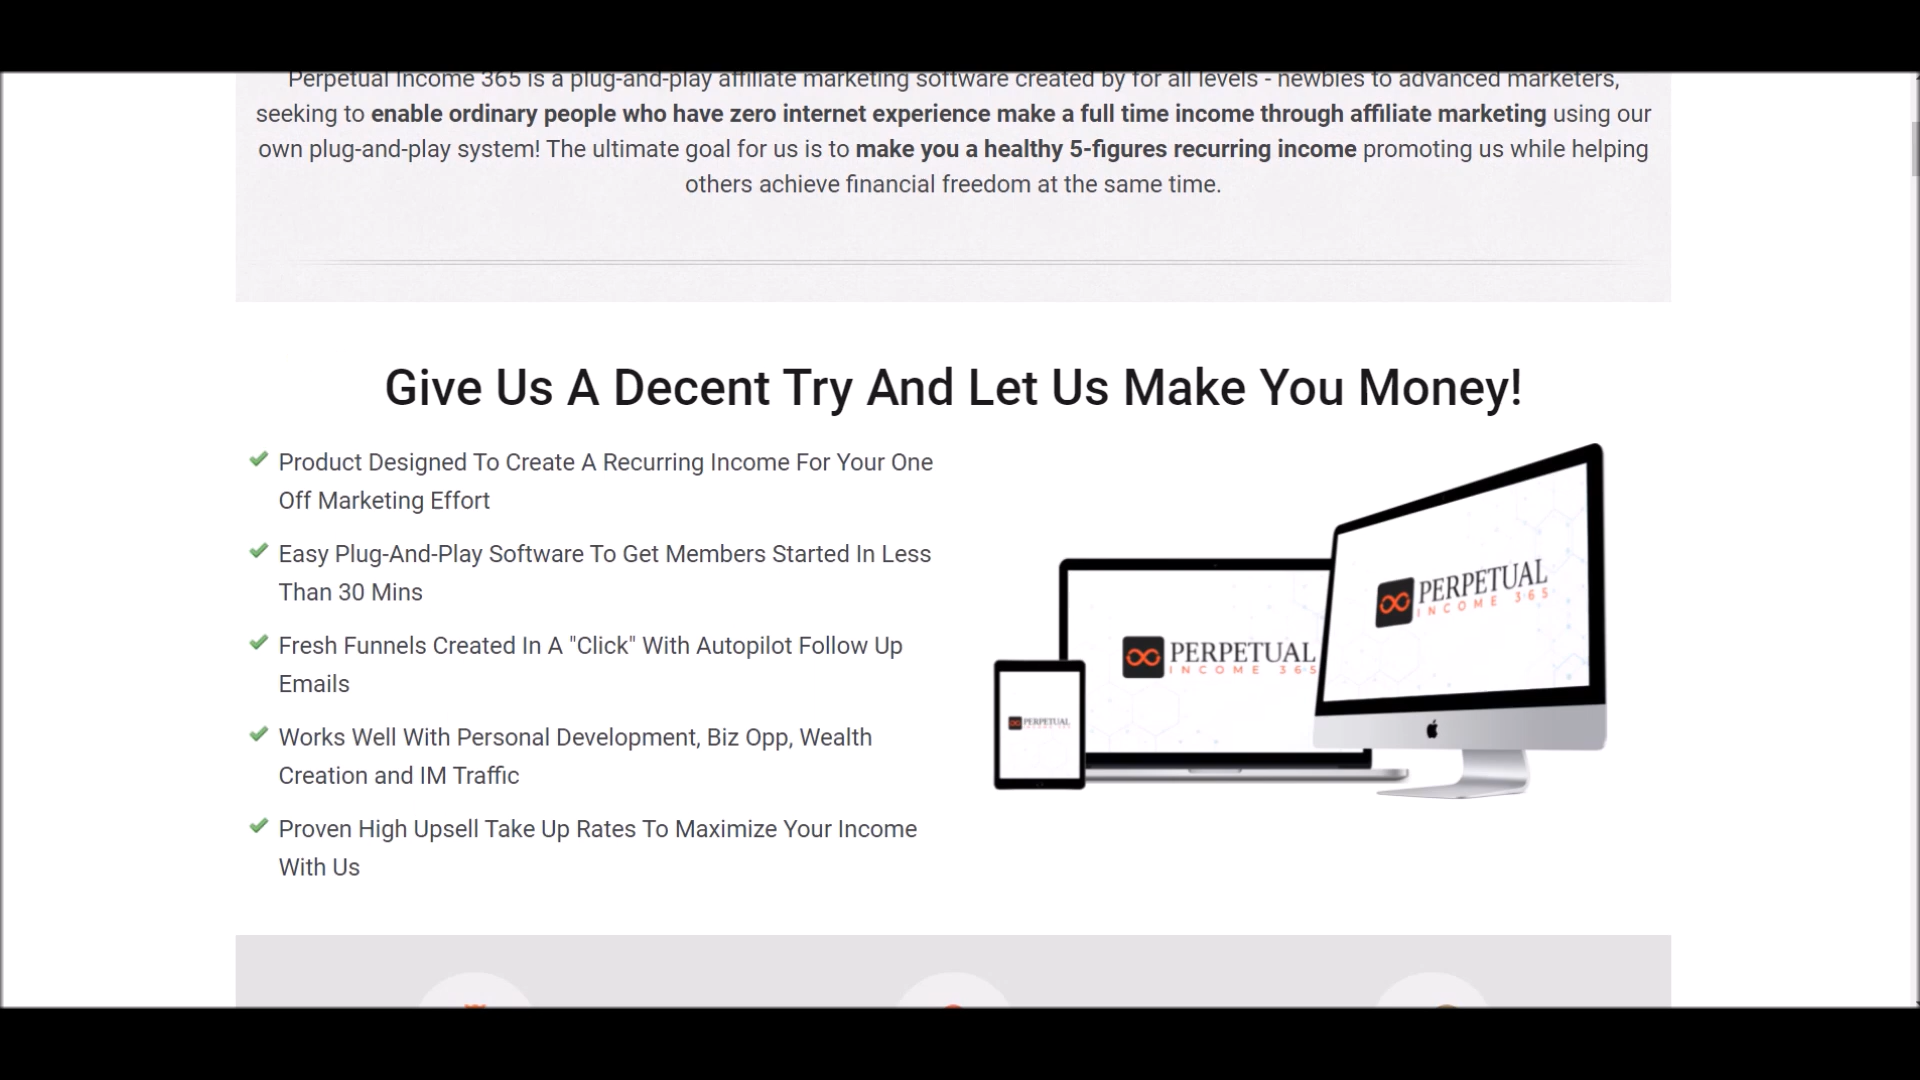 Perpetual Income 365 is a plug-and-play affiliate marketing software created by for all levels - newbies to advanced marketers,
seeking to enable ordinary people who have zero internet experience make a full time income through affiliate marketing using our
own plug-and-play system! The ultimate goal for us is to make you a healthy 5-figures recurring income promoting us while helping
others achieve financial freedom at the same time.
Give Us A Decent Try And Let Us Make You Money!
Product Designed To Create A Recurring Income For Your One
Off Marketing Effort
Easy Plug-And-Play Software To Get Members Started In Less
Than 30 Mins
Fresh Funnels Created In A "Click" With Autopilot Follow Up
Emails
Works Well With Personal Development, Biz Opp, Wealth
Creation and IM Traffic
Proven High Upsell Take Up Rates To Maximize Your Income
With Us
PERPETUAL
INCOME 365
PERPETUAL
INCOME 365
PERPETUAL
INCOME 365